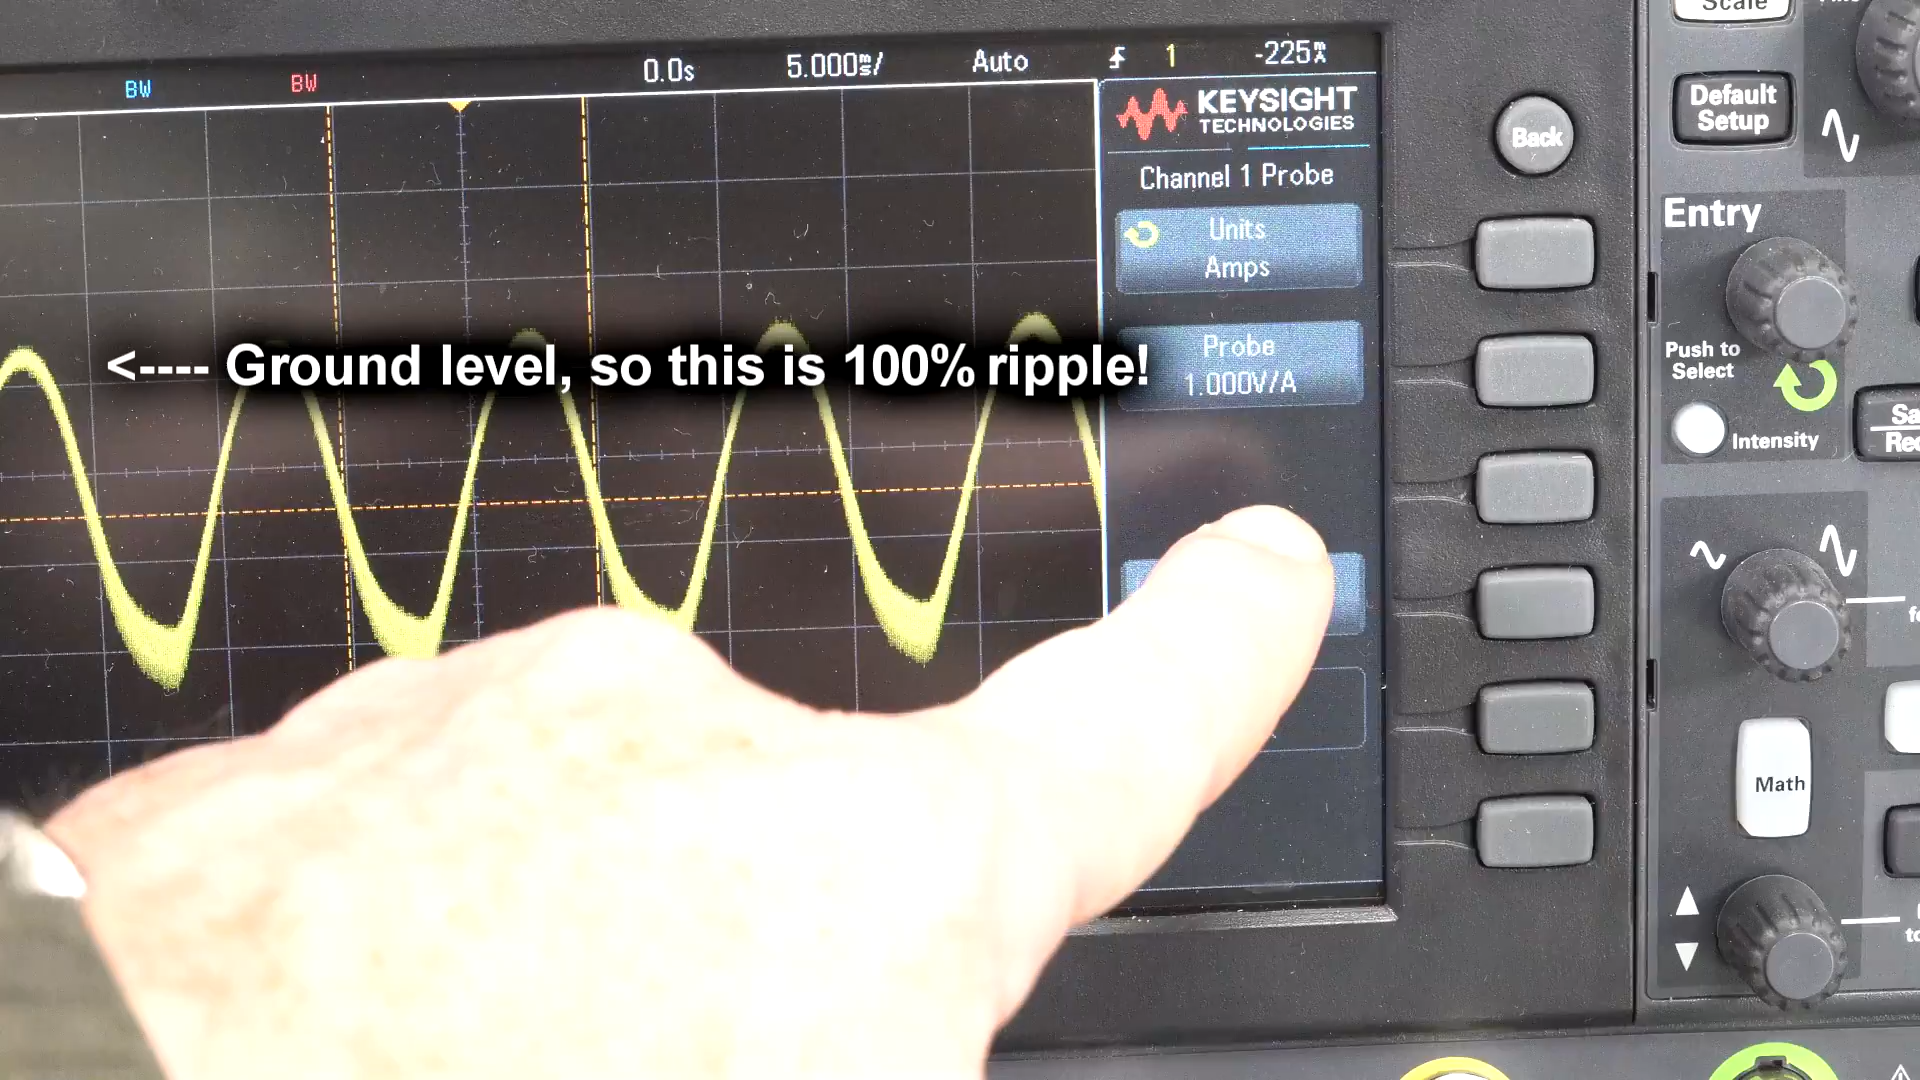 Scale
BW
BW
0.0s
5.000ms/
Auto
1
-225mA
KEYSIGHT
TECHNOLOGIES
Channel 1 Probe
Units
Amps
Probe
1.000V/A
<---- Ground level, so this is 100% ripple!
Back
Default
Setup
Entry
Push to
Select
Intensity
Math